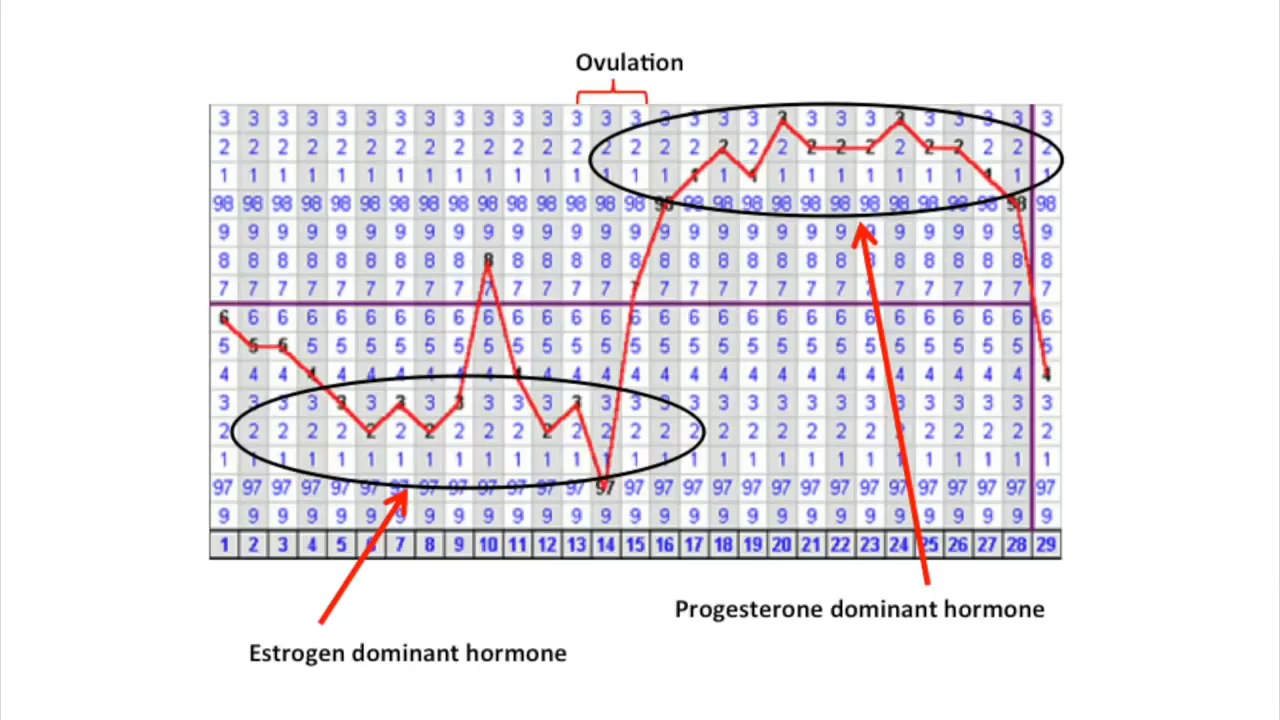 Ovulation
3 3 3 3 3 3 3 3 3 3 3 3 3 3 3 3 3 3 3 3 3 3 3 3 3 3 3 3 3
2 2 2 2 2 2 2 2 2 2 2 2 2 2 2 2 2 2 2 2 2 2 2 2 2 2 2 2 2
1 1 1 1 1 1 1 1 1 1 1 1 1 1 1 1 1 1 1 1 1 1 1 1 1 1 1 1 1
98 98 98 98 98 98 98 98 98 98 98 98 98 98 98 98 98 98 98 98 98 98 98 98 98 98 98 98 98
9 9 9 9 9 9 9 9 9 9 9 9 9 9 9 9 9 9 9 9 9 9 9 9 9 9 9 9 9
8 8 8 8 8 8 8 8 8 8 8 8 8 8 8 8 8 8 8 8 8 8 8 8 8 8 8 8 8
7 7 7 7 7 7 7 7 7 7 7 7 7 7 7 7 7 7 7 7 7 7 7 7 7 7 7 7 7
6 6 6 6 6 6 6 6 6 6 6 6 6 6 6 6 6 6 6 6 6 6 6 6 6 6 6 6 6
5 5 5 5 5 5 5 5 5 5 5 5 5 5 5 5 5 5 5 5 5 5 5 5 5 5 5 5 5
4 4 4 4 4 4 4 4 4 4 4 4 4 4 4 4 4 4 4 4 4 4 4 4 4 4 4 4 4
3 3 3 3 3 3 3 3 3 3 3 3 3 3 3 3 3 3 3 3 3 3 3 3 3 3 3 3 3
2 2 2 2 2 2 2 2 2 2 2 2 2 2 2 2 2 2 2 2 2 2 2 2 2 2 2 2 2
1 1 1 1 1 1 1 1 1 1 1 1 1 1 1 1 1 1 1 1 1 1 1 1 1 1 1 1 1
97 97 97 97 97 97 97 97 97 97 97 97 97 97 97 97 97 97 97 97 97 97 97 97 97 97 97 97 97
9 9 9 9 9 9 9 9 9 9 9 9 9 9 9 9 9 9 9 9 9 9 9 9 9 9 9 9 9
1 2 3 4 5 6 7 8 9 10 11 12 13 14 15 16 17 18 19 20 21 22 23 24 25 26 27 28 29
Progesterone dominant hormone
Estrogen dominant hormone